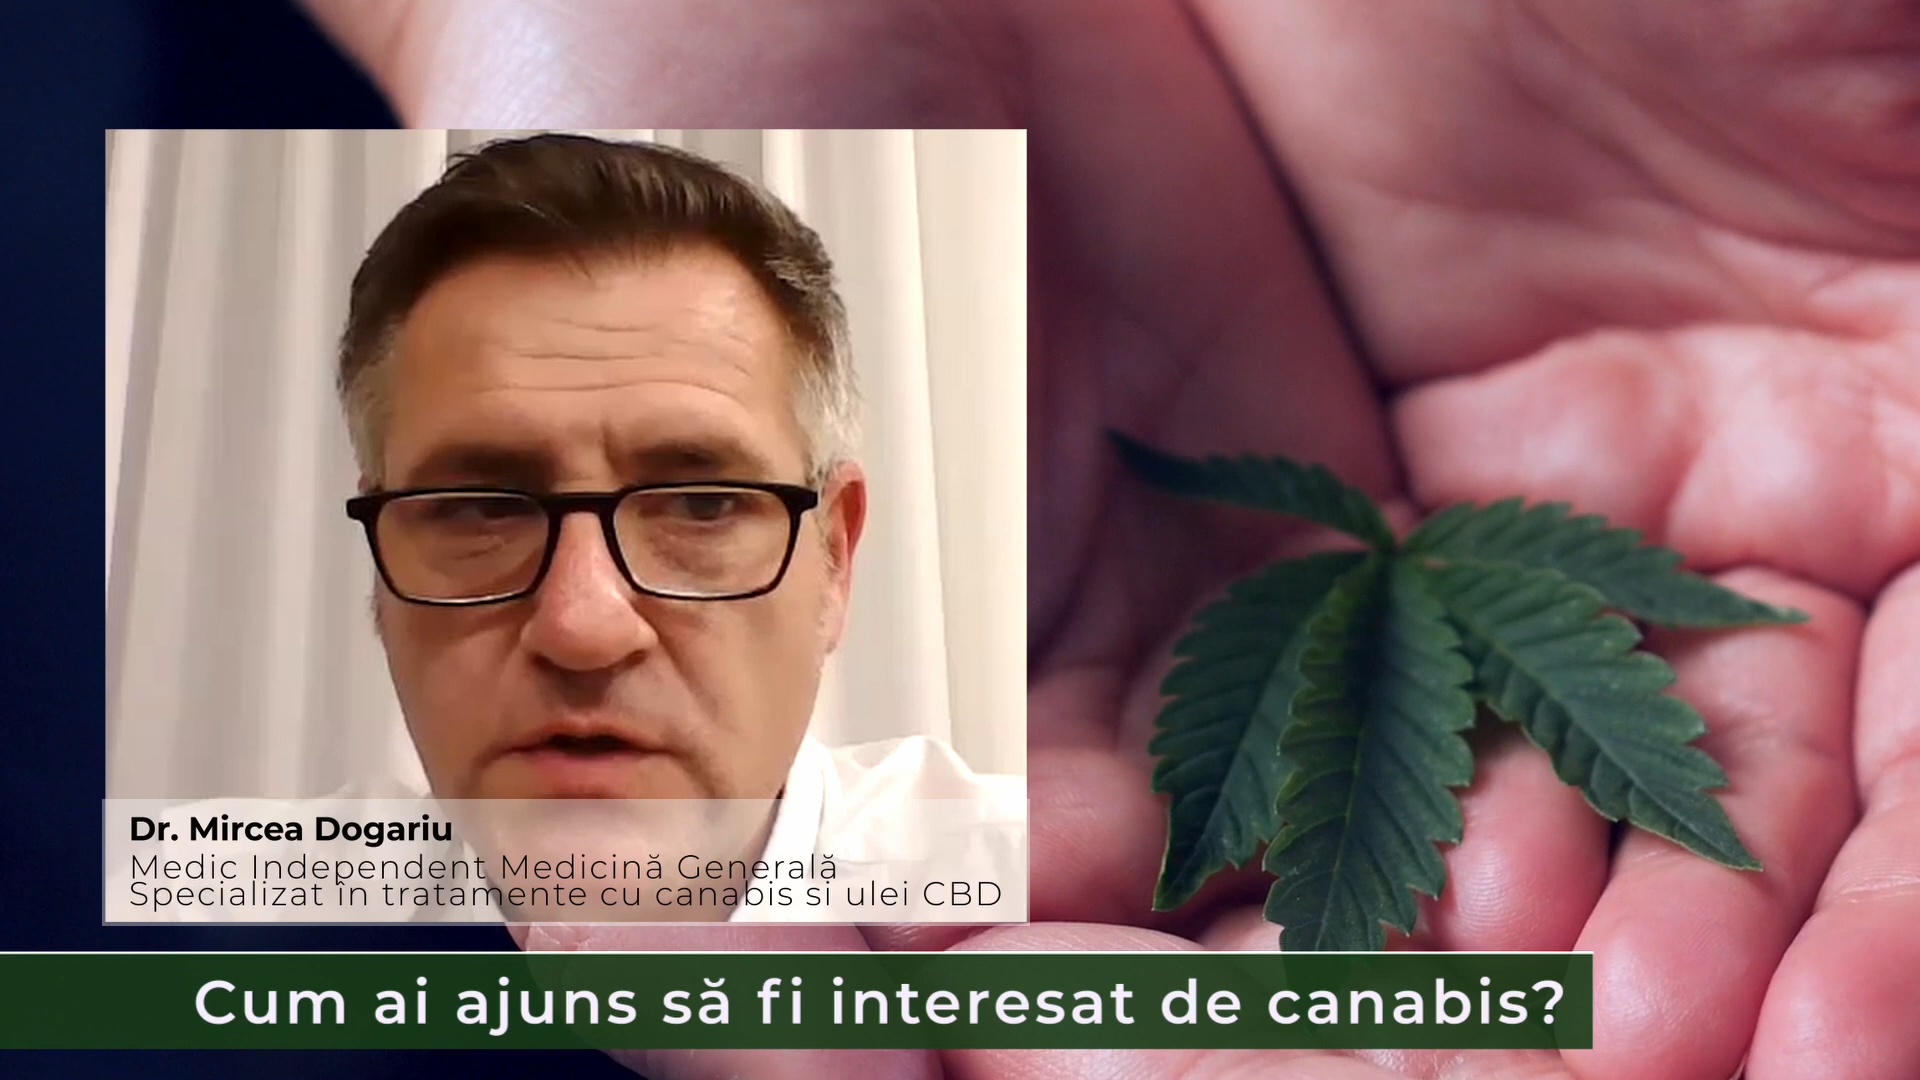 Dr. Mircea Dogariu
Medic Independent Medicină Generală
Specializat în tratamente cu canabis si ulei CBD
Cum ai ajuns să fi interesat de canabis?